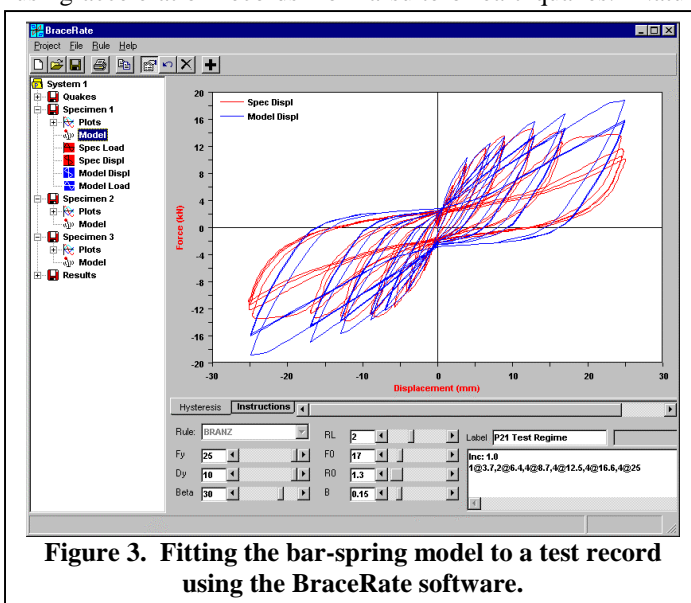 BraceRate
Project File Rule Help
System 1
Quakes
Specimen 1
Plots
Model
Spec Load
Spec Displ
Model Displ
Model Load
Specimen 2
Plots
Model
Specimen 3
Plots
Model
Results
Spec Displ
Model Displ
20
16
12
8
4
0
-4
-8
-12
-16
-20
Force (kN)
-30 -20 -10 0 10 20 30
Displacement (mm)
Hysteresis Instructions
Rule: BRANZ
Fy 25
Dy 10
Beta 30
RL 2
F0 17
R0 1.3
B 0.15
Label P21 Test Regime
Inc: 1.0
1@3.7,2@6.4,4@8.7,4@12.5,4@16.6,4@25
Figure 3. Fitting the bar-spring model to a test record
using the BraceRate software.